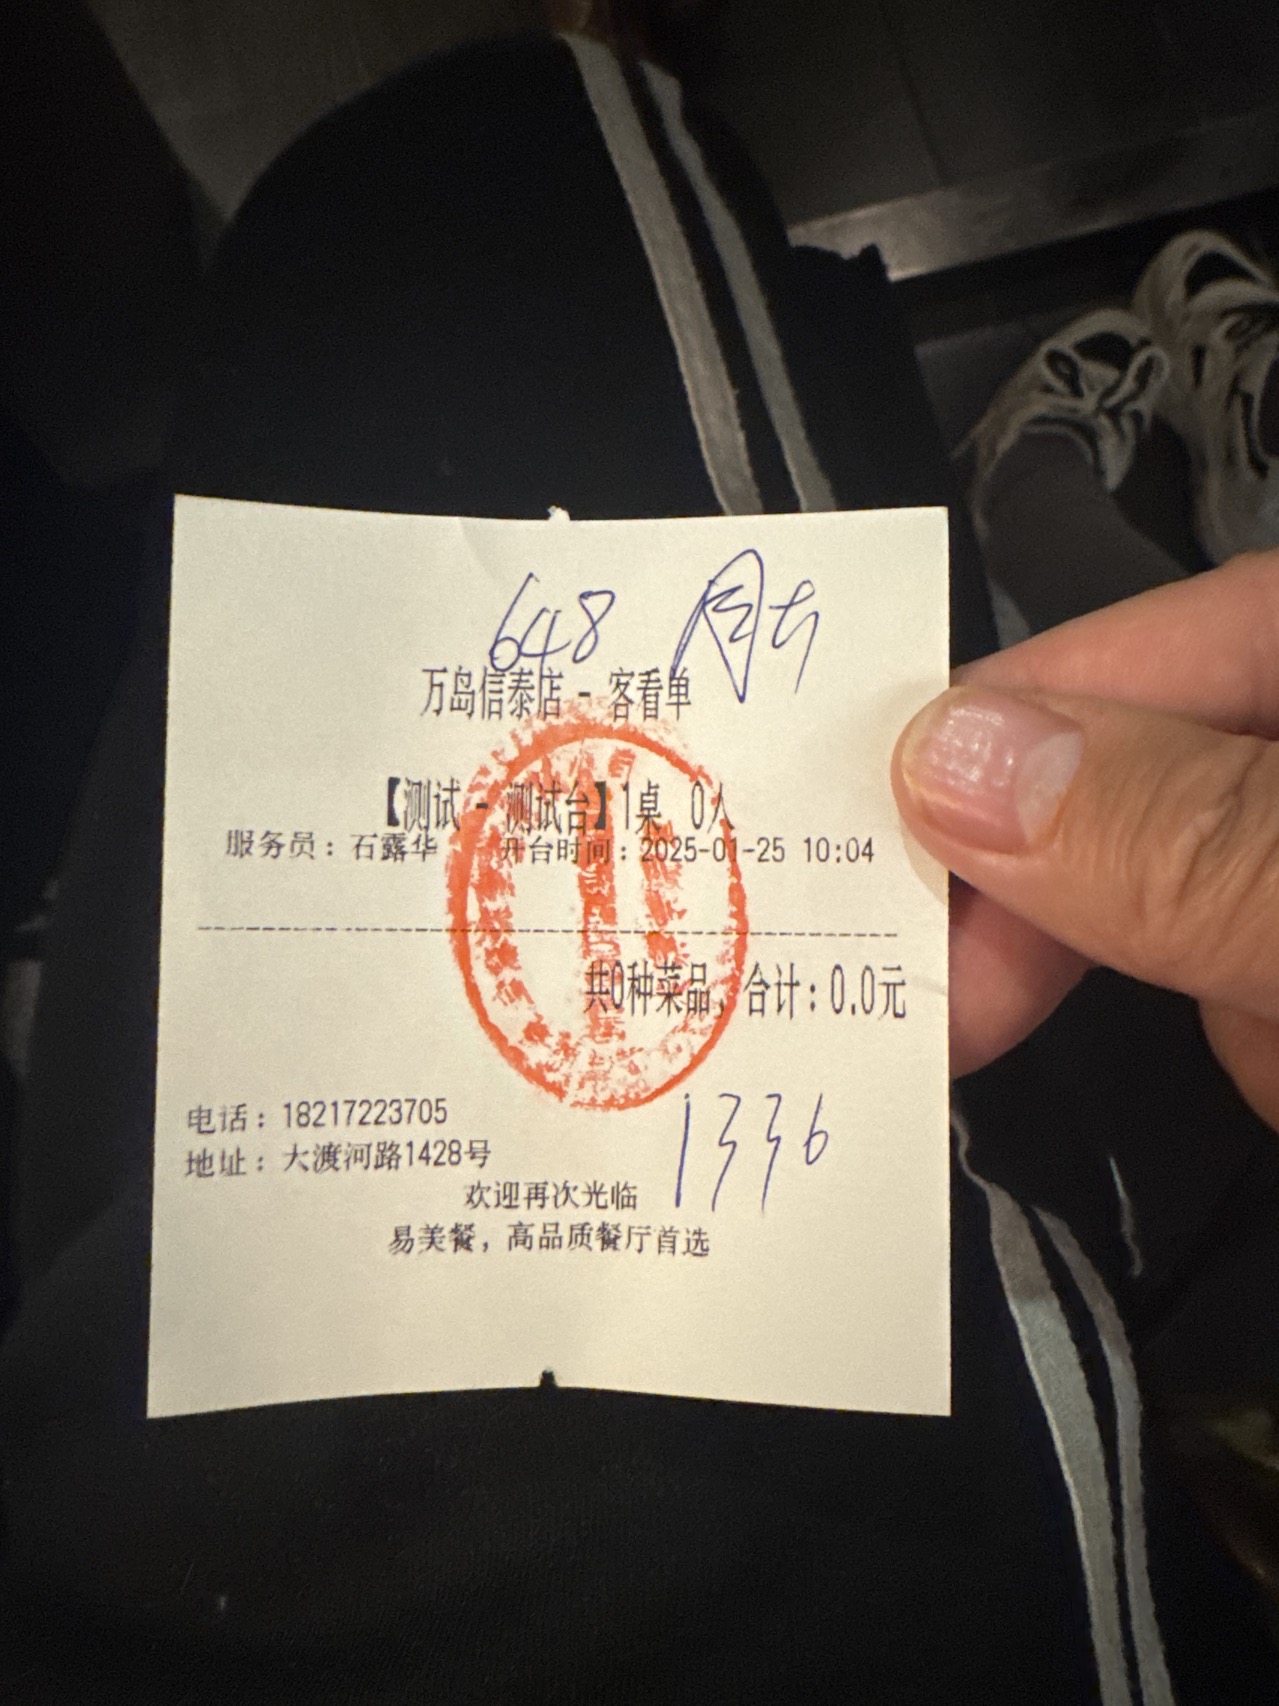 648 周士
万岛信泰店 - 客看单
【测试 - 测试台】1桌 0人
服务员：石露华 开台时间：2025-01-25 10:04
共0种菜品，合计：0.0元
电话：18217223705
1336
地址：大渡河路1428号
欢迎再次光临
易美餐，高品质餐厅首选